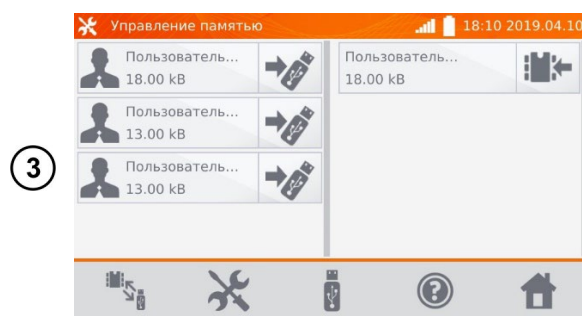 Управление памятью
18:10 2019.04.10
Пользователь...
18.00 kB
Пользователь...
13.00 kB
Пользователь...
13.00 kB
Пользователь...
18.00 kB
3
?